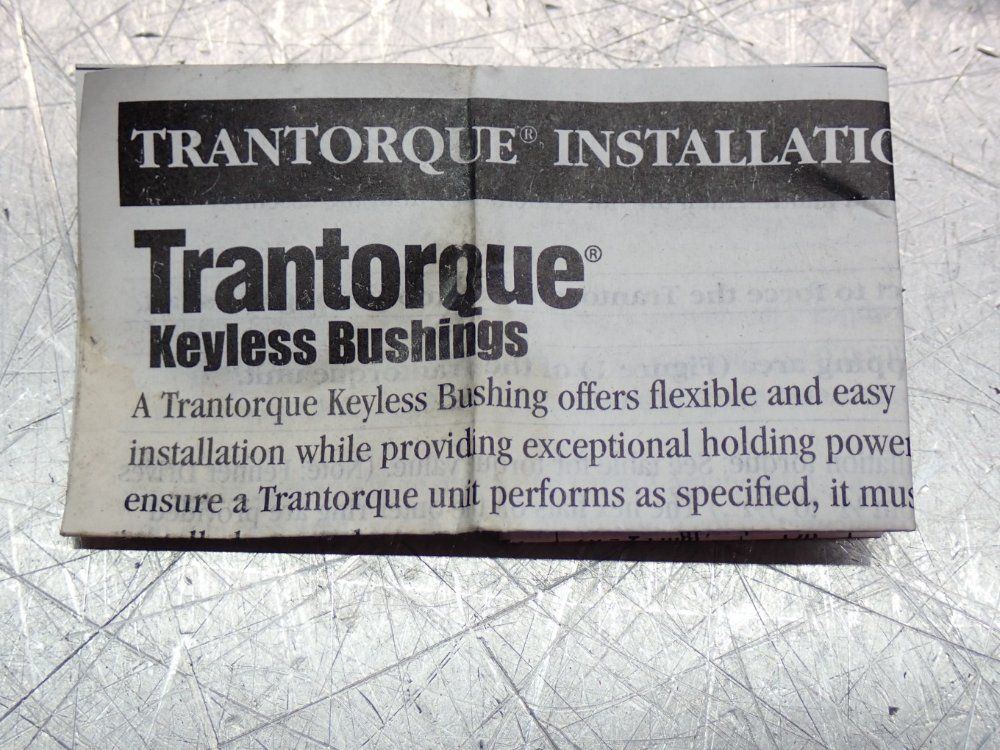 TRANTORQUE® INSTALLATIO
Trantorque®
Keyless Bushings
A Trantorque Keyless Bushing offers flexible and easy
installation while providing exceptional holding power
ensure a Trantorque unit performs as specified, it mus